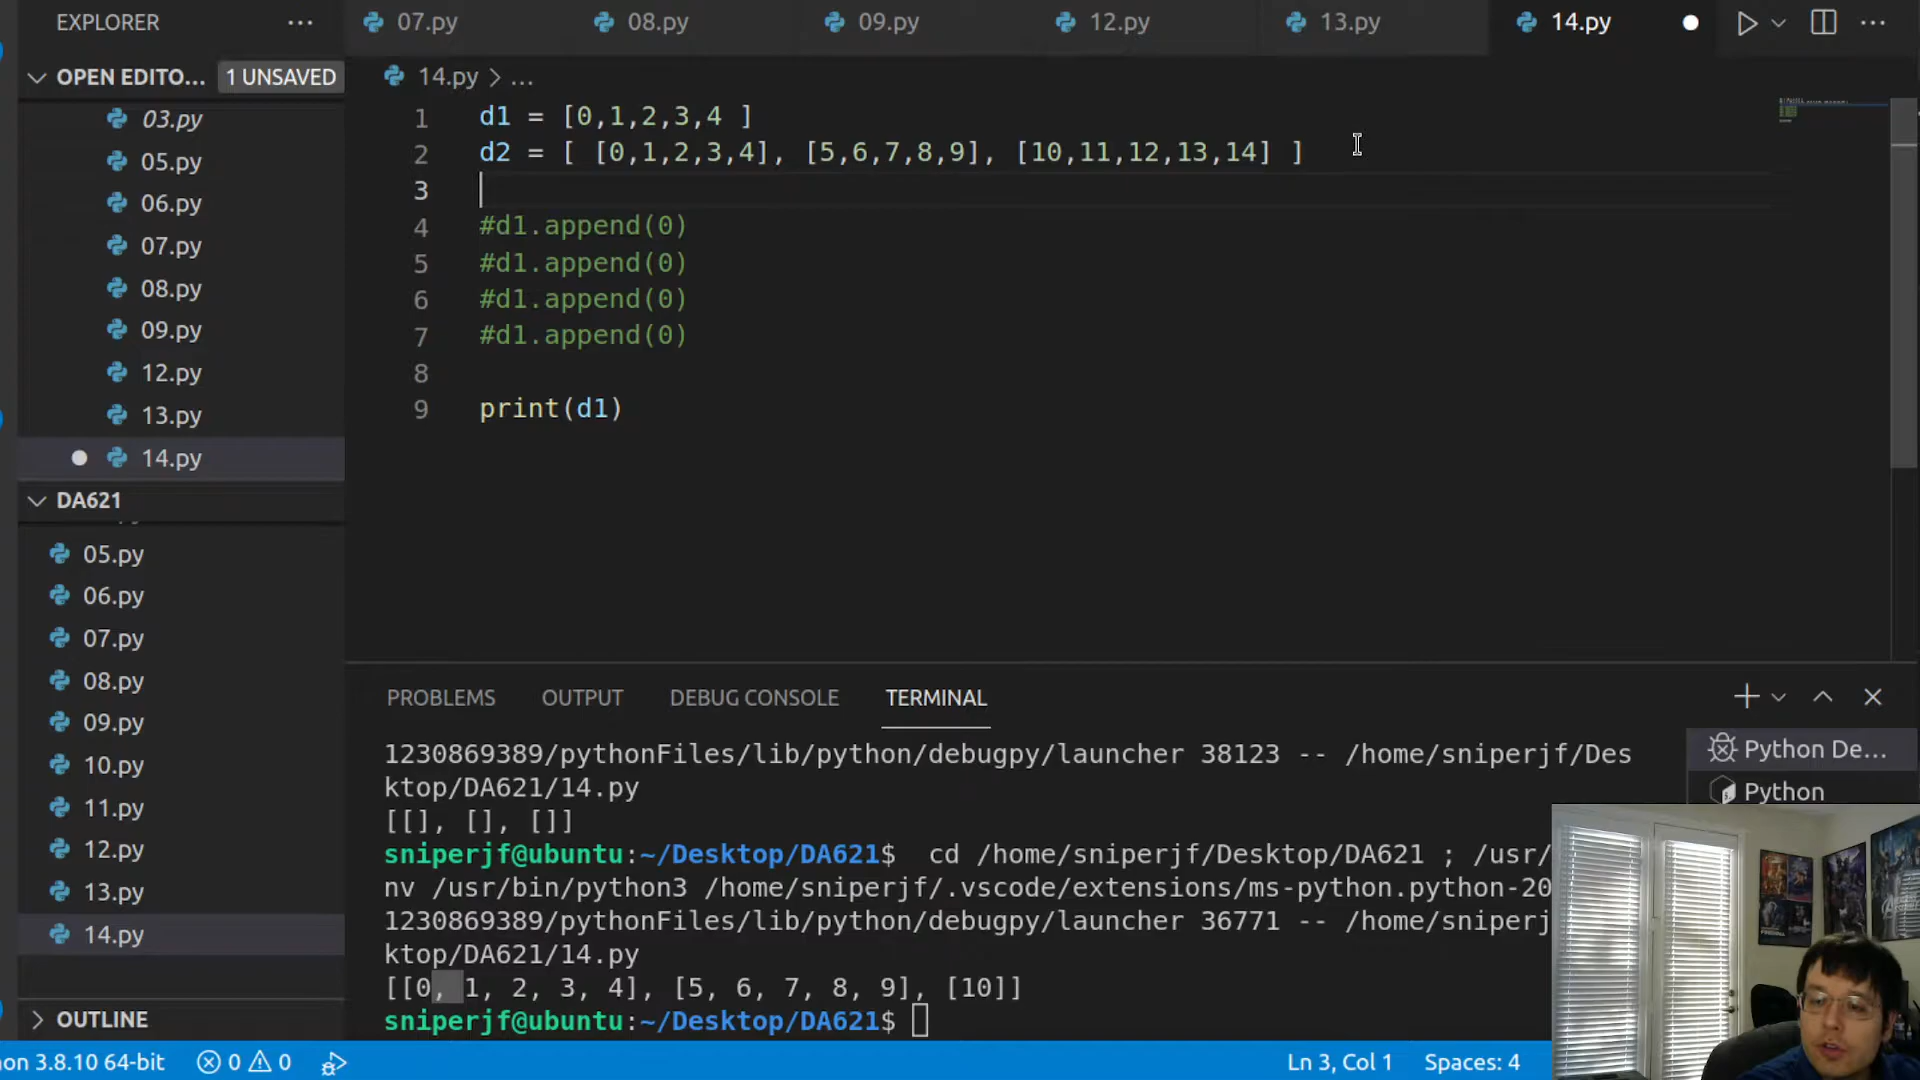 EXPLORER ...
07.py 08.py 09.py 12.py 13.py 14.py ...
OPEN EDITO... 1 UNSAVED
03.py
05.py
06.py
07.py
08.py
09.py
12.py
13.py
14.py
DA621
05.py
06.py
07.py
08.py
09.py
10.py
11.py
12.py
13.py
14.py
OUTLINE
14.py > ...
1 d1 = [0,1,2,3,4 ]
2 d2 = [ [0,1,2,3,4], [5,6,7,8,9], [10,11,12,13,14] ]
3
4 #d1.append(0)
5 #d1.append(0)
6 #d1.append(0)
7 #d1.append(0)
8
9 print(d1)
PROBLEMS OUTPUT DEBUG CONSOLE TERMINAL
1230869389/pythonFiles/lib/python/debugpy/launcher 38123 -- /home/sniperjf/Des
ktop/DA621/14.py
[[], [], []]
sniperjf@ubuntu:~/Desktop/DA621$ cd /home/sniperjf/Desktop/DA621 ; /usr/
nv /usr/bin/python3 /home/sniperjf/.vscode/extensions/ms-python.python-20
1230869389/pythonFiles/lib/python/debugpy/launcher 36771 -- /home/sniperjf
ktop/DA621/14.py
[[0, 1, 2, 3, 4], [5, 6, 7, 8, 9], [10]]
sniperjf@ubuntu:~/Desktop/DA621$
Python De...
Python
on 3.8.10 64-bit 0 0 Ln 3, Col 1 Spaces: 4